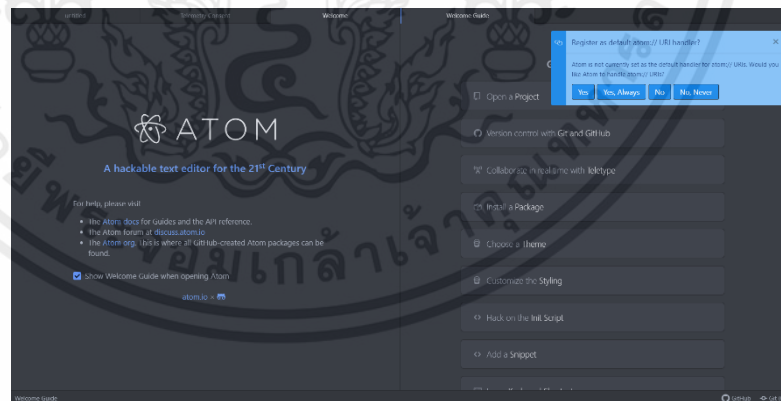 untitled
Telemetry Consent
Welcome
Welcome Guide
Register as default atom:// URI handler?
Atom is not currently set as the default handler for atom:// URIs. Would you
like Atom to handle atom:// URIs?
Yes
Yes, Always
No
No, Never
ATOM
A hackable text editor for the 21st Century
For help, please visit
The Atom docs for Guides and the API reference.
The Atom forum at discuss.atom.io
The Atom org. This is where all GitHub-created Atom packages can be
found.
Show Welcome Guide when opening Atom
atom.io ×
Open a Project
Version control with Git and GitHub
Collaborate in real time with Teletype
Install a Package
Choose a Theme
Customize the Styling
Hack on the Init Script
Add a Snippet
Welcome Guide
GitHub